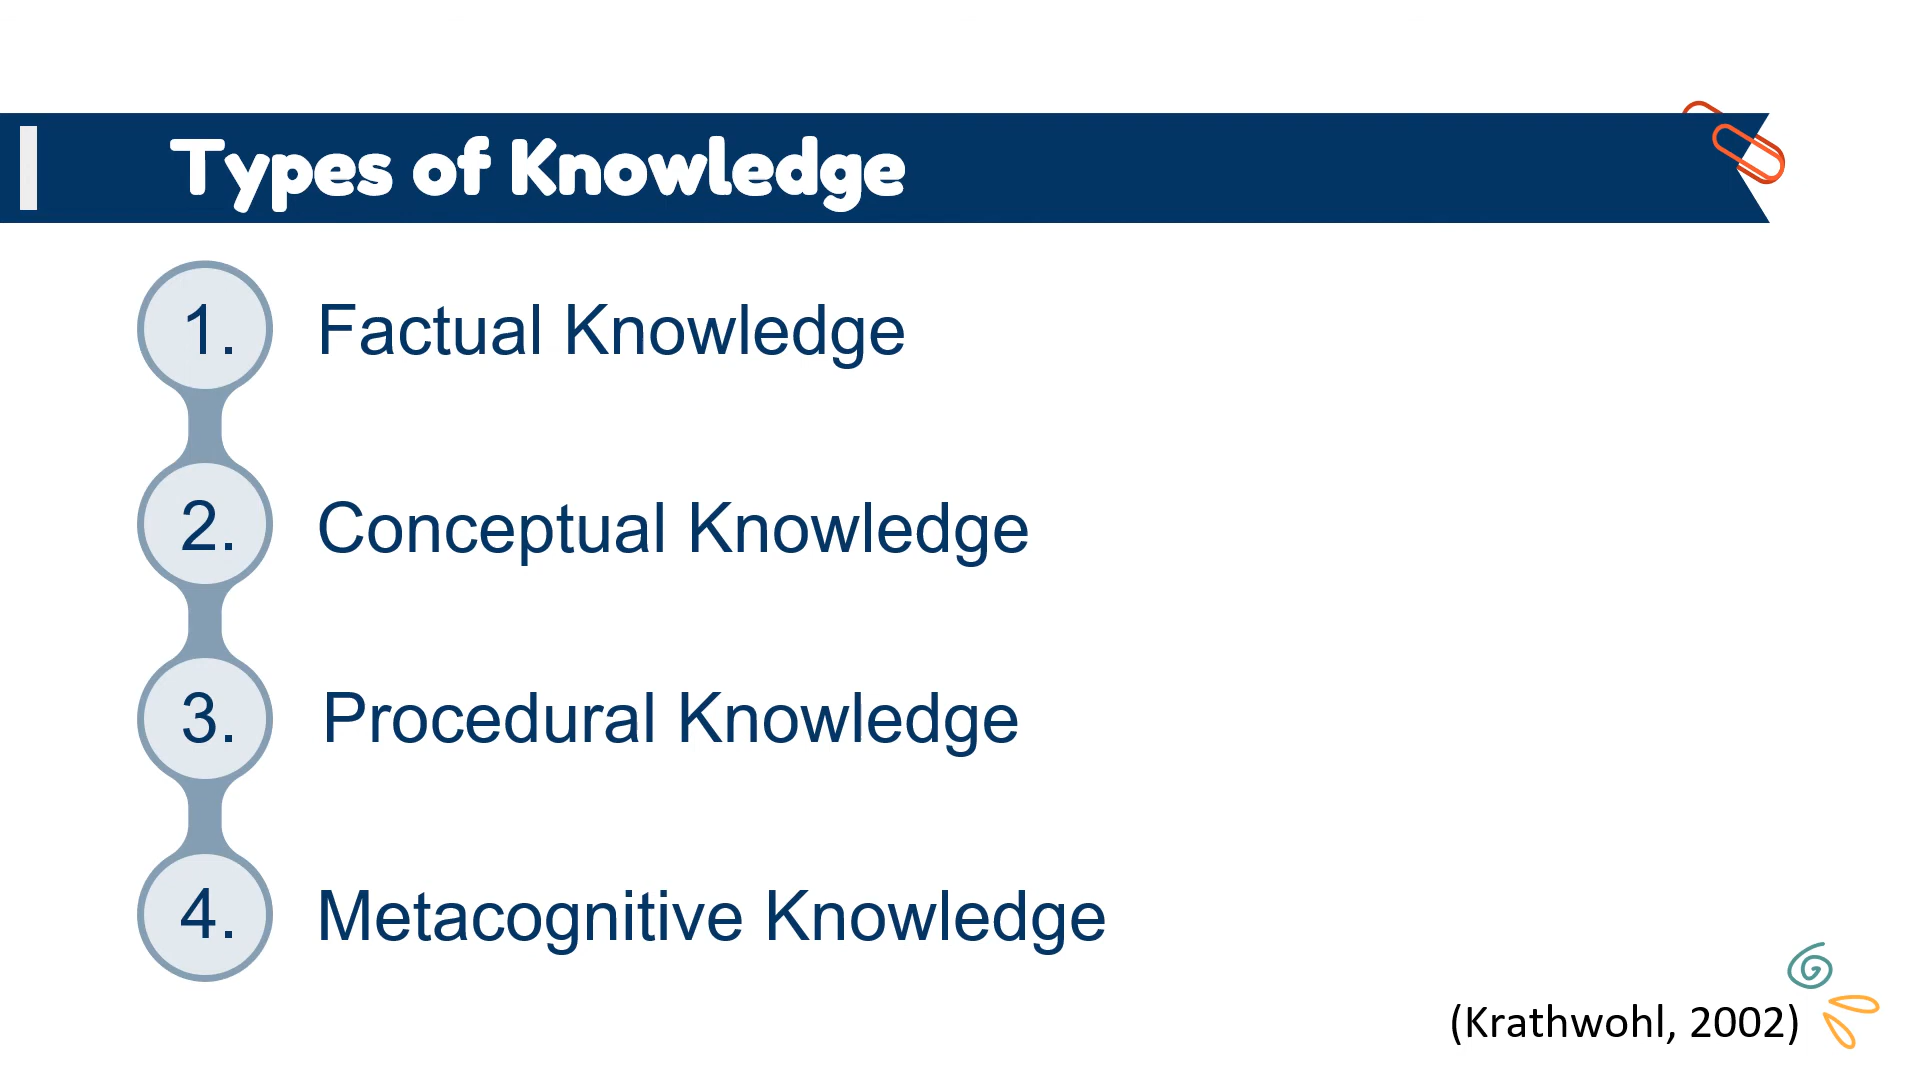 Types of Knowledge
1. Factual Knowledge
2. Conceptual Knowledge
3. Procedural Knowledge
4. Metacognitive Knowledge
(Krathwohl, 2002)